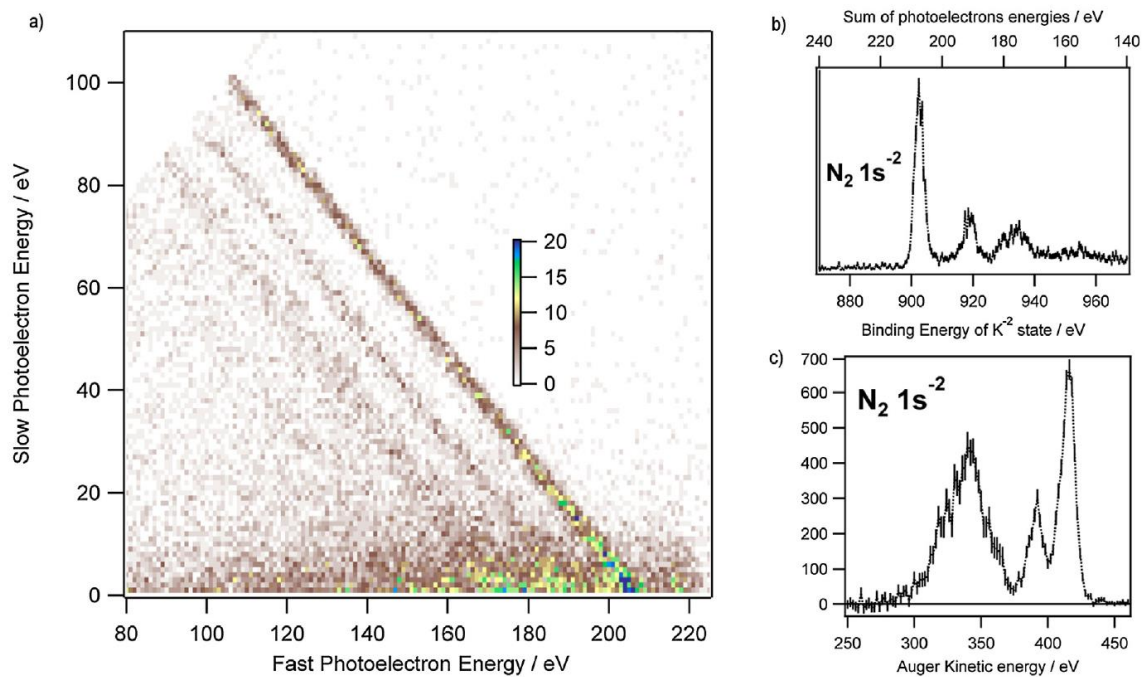 a)
Slow Photoelectron Energy / eV
100
80
60
40
20
0
20
15
10
5
0
80 100 120 140 160 180 200 220
Fast Photoelectron Energy / eV
b)
Sum of photoelectrons energies / eV
240 220 200 180 160 140
N₂ 1s⁻²
880 900 920 940 960
Binding Energy of K⁻² state / eV
c)
700
600
500
400
300
200
100
0
N₂ 1s⁻²
250 300 350 400 450
Auger Kinetic energy / eV